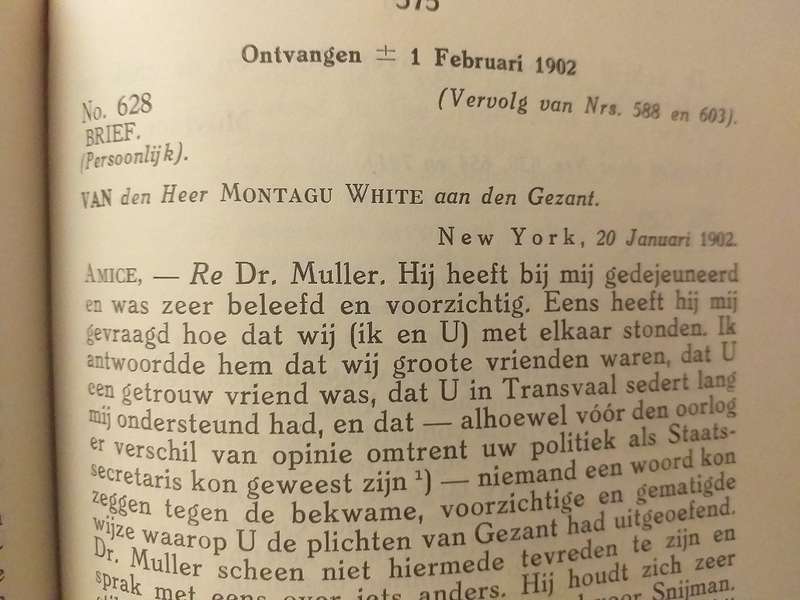 575
Ontvangen ± 1 Februari 1902
No. 628
(Vervolg van Nrs. 588 en 603).
BRIEF.
(Persoonlijk).
VAN den Heer MONTAGU WHITE aan den Gezant.
New York, 20 Januari 1902.
AMICE, — Re Dr. Muller. Hij heeft bij mij gedejeuneerd
en was zeer beleefd en voorzichtig. Eens heeft hij mij
gevraagd hoe dat wij (ik en U) met elkaar stonden. Ik
antwoordde hem dat wij groote vrienden waren, dat U
een getrouw vriend was, dat U in Transvaal sedert lang
mij ondersteund had, en dat — alhoewel vóór den oorlog
er verschil van opinie omtrent uw politiek als Staats-
secretaris kon geweest zijn ¹) — niemand een woord kon
zeggen tegen de bekwame, voorzichtige en gematigde
wijze waarop U de plichten van Gezant had uitgeoefend.
Dr. Muller scheen niet hiermede tevreden te zijn en
sprak met eens over iets anders. Hij houdt zich zeer
voor Snijman.